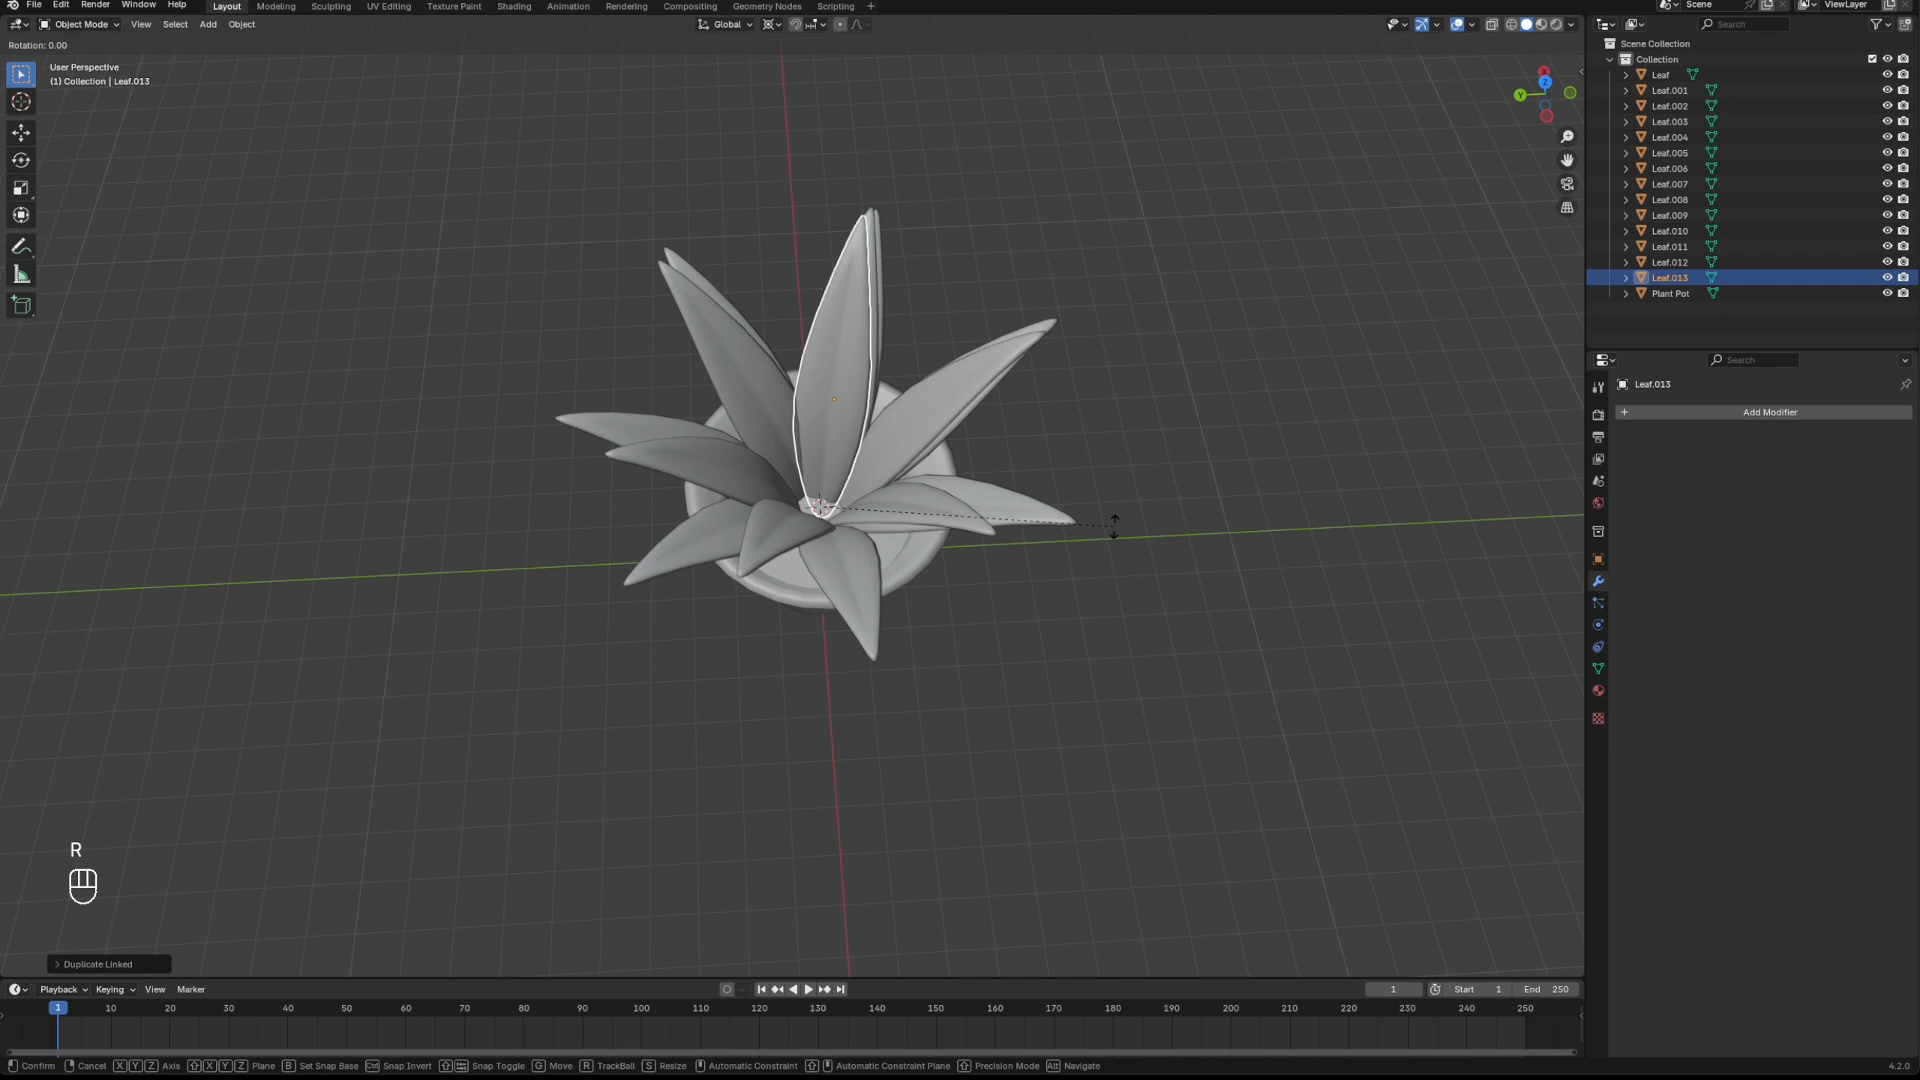 File Edit Render Window Help Layout Modeling Sculpting UV Editing Texture Paint Shading Animation Rendering Compositing Geometry Nodes Scripting + Scene ViewLayer
Object Mode View Select Add Object Global Search
Rotation: 0.00
User Perspective
(1) Collection | Leaf.013
X
Z
Y
Scene Collection
Collection
Leaf
Leaf.001
Leaf.002
Leaf.003
Leaf.004
Leaf.005
Leaf.006
Leaf.007
Leaf.008
Leaf.009
Leaf.010
Leaf.011
Leaf.012
Leaf.013
Plant Pot
Search
Leaf.013
+ Add Modifier
R
Duplicate Linked
Playback Keying View Marker 1 Start 1 End 250
1 10 20 30 40 50 60 70 80 90 100 110 120 130 140 150 160 170 180 190 200 210 220 230 240 250
Confirm Cancel X Y Z Axis X Y Z Plane B Set Snap Base Ctrl Snap Invert Snap Toggle G Move R TrackBall S Resize Automatic Constraint Automatic Constraint Plane Precision Mode Alt Navigate 4.2.0